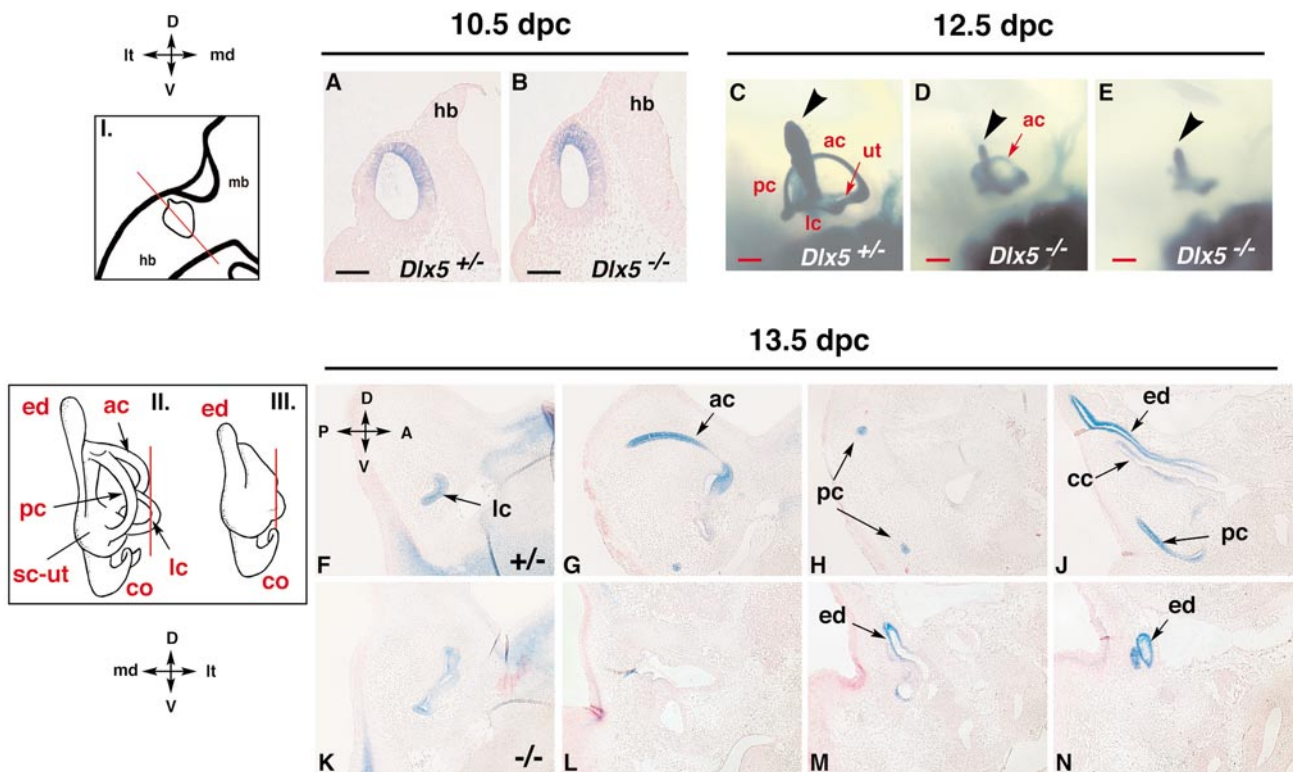 10.5 dpc
12.5 dpc
D
lt md
V
I.
mb
hb
A
hb
Dlx5 +/-
B
hb
Dlx5 -/-
C
ac
ut
pc
lc
Dlx5 +/-
D
ac
Dlx5 -/-
E
Dlx5 -/-
13.5 dpc
ed ac II.
pc
sc-ut
co
lc
III.
ed
co
D
md lt
V
D
P A
V
lc
F +/-
ac
G
pc
H
ed
cc
pc
J
K -/-
L
ed
M
ed
N